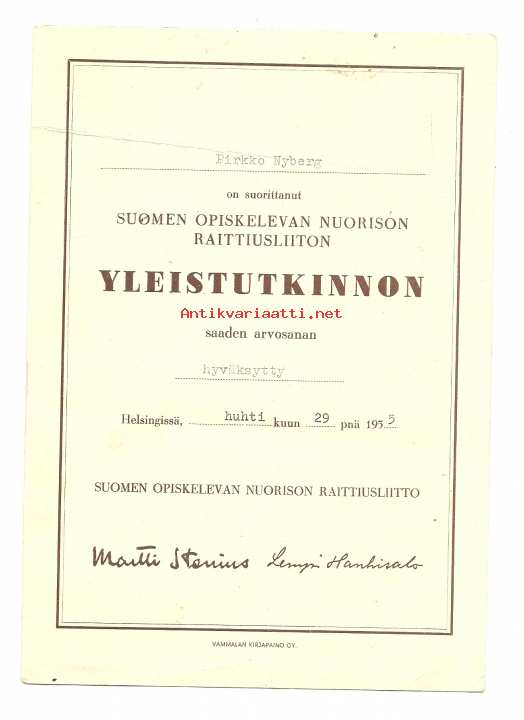 Pirkko Nyberg
on suorittanut
SUOMEN OPISKELEVAN NUORISON
RAITTIUSLIITON
YLEISTUTKINNON
Antikvariaatti.net
saaden arvosanan
hyväksytty
Helsingissä, huhti kuun 29 pnä 1955
SUOMEN OPISKELEVAN NUORISON RAITTIUSLIITTO
Martti Stenius Lempi Hanhisalo
VAMMALAN KIRJAPAINO OY.